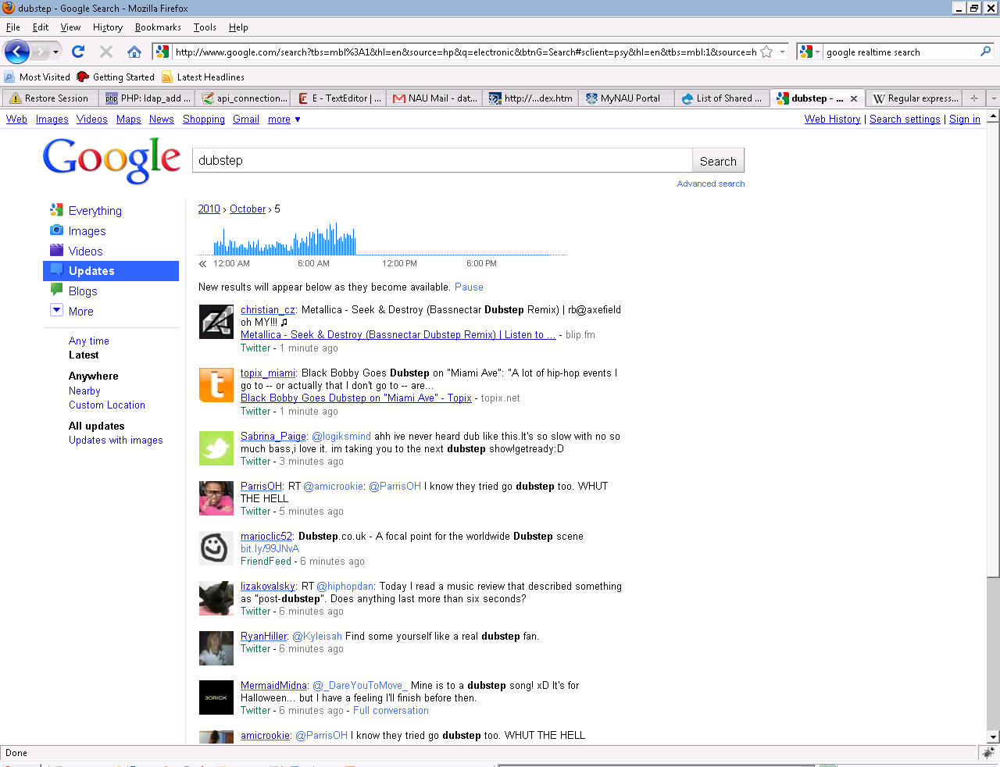 dubstep - Google Search - Mozilla Firefox
File Edit View History Bookmarks Tools Help
http://www.google.com/search?tbs=mbl%3A1&hl=en&source=hp&q=electronic&btnG=Search#sclient=psy&hl=en&tbs=mbl:1&source=h
google realtime search
Most Visited Getting Started Latest Headlines
Restore Session
PHP: ldap_add ...
api_connection...
E - TextEditor | ...
NAU Mail - dat...
http:/...dex.htm
MyNAU Portal
List of Shared ...
dubstep - ...
Regular express...
Web Images Videos Maps News Shopping Gmail more ▼
Web History | Search settings | Sign in
Google
dubstep
Search
Advanced search
Everything
Images
Videos
Updates
Blogs
More
Any time
Latest
Anywhere
Nearby
Custom Location
All updates
Updates with images
2010 › October › 5
« 12:00 AM 6:00 AM 12:00 PM 6:00 PM
New results will appear below as they become available. Pause
christian_cz: Metallica - Seek & Destroy (Bassnectar Dubstep Remix) | rb@axefield
oh MY!!! ♫
Metallica - Seek & Destroy (Bassnectar Dubstep Remix) | Listen to ... - blip.fm
Twitter - 1 minute ago
topix_miami: Black Bobby Goes Dubstep on "Miami Ave": "A lot of hip-hop events I
go to -- or actually that I don't go to -- are...
Black Bobby Goes Dubstep on "Miami Ave" - Topix - topix.net
Twitter - 1 minute ago
Sabrina_Paige: @logiksmind ahh ive never heard dub like this.It's so slow with no so
much bass,i love it. im taking you to the next dubstep show!getready:D
Twitter - 3 minutes ago
ParrisOH: RT @amicrookie: @ParrisOH I know they tried go dubstep too. WHUT
THE HELL
Twitter - 5 minutes ago
marioclic52: Dubstep.co.uk - A focal point for the worldwide Dubstep scene
bit.ly/99JNvA
FriendFeed - 6 minutes ago
lizakovalsky: RT @hiphopdan: Today I read a music review that described something
as "post-dubstep". Does anything last more than six seconds?
Twitter - 6 minutes ago
RyanHiller: @Kyleisah Find some yourself like a real dubstep fan.
Twitter - 6 minutes ago
30RICK
MermaidMidna: @_DareYouToMove_ Mine is to a dubstep song! xD It's for
Halloween... but I have a feeling I'll finish before then.
Twitter - 6 minutes ago - Full conversation
amicrookie: @ParrisOH I know they tried go dubstep too. WHUT THE HELL
Done